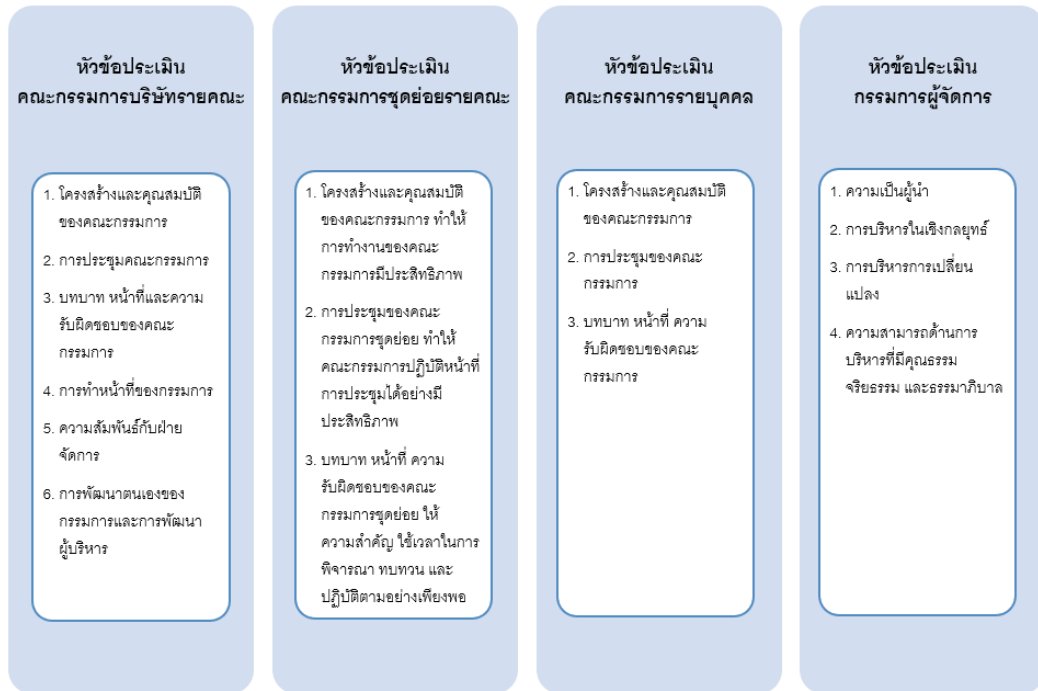 หัวข้อประเมิน
คณะกรรมการบริษัทรายคณะ
1. โครงสร้างและคุณสมบัติ
ของคณะกรรมการ
2. การประชุมคณะกรรมการ
3. บทบาท หน้าที่และความ
รับผิดชอบของคณะ
กรรมการ
4. การทำหน้าที่ของกรรมการ
5. ความสัมพันธ์กับฝ่าย
จัดการ
6. การพัฒนาตนเองของ
กรรมการและการพัฒนา
ผู้บริหาร
หัวข้อประเมิน
คณะกรรมการชุดย่อยรายคณะ
1. โครงสร้างและคุณสมบัติ
ของคณะกรรมการ ทำให้
การทำงานของคณะ
กรรมการมีประสิทธิภาพ
2. การประชุมของคณะ
กรรมการชุดย่อย ทำให้
คณะกรรมการปฏิบัติหน้าที่
การประชุมได้อย่างมี
ประสิทธิภาพ
3. บทบาท หน้าที่ ความ
รับผิดชอบของคณะ
กรรมการชุดย่อย ให้
ความสำคัญ ใช้เวลาในการ
พิจารณา ทบทวน และ
ปฏิบัติตามอย่างเพียงพอ
หัวข้อประเมิน
คณะกรรมการรายบุคคล
1. โครงสร้างและคุณสมบัติ
ของคณะกรรมการ
2. การประชุมของคณะ
กรรมการ
3. บทบาท หน้าที่ ความ
รับผิดชอบของคณะ
กรรมการ
หัวข้อประเมิน
กรรมการผู้จัดการ
1. ความเป็นผู้นำ
2. การบริหารในเชิงกลยุทธ์
3. การบริหารการเปลี่ยน
แปลง
4. ความสามารถด้านการ
บริหารที่มีคุณธรรม
จริยธรรม และธรรมาภิบาล